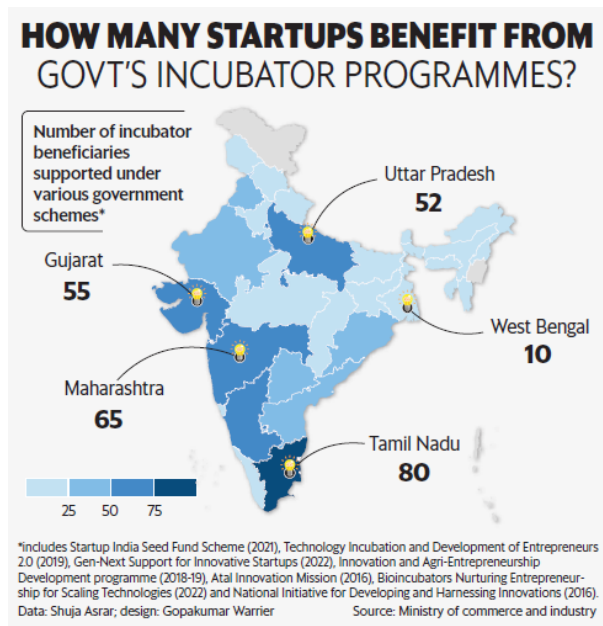 HOW MANY STARTUPS BENEFIT FROM
GOVT'S INCUBATOR PROGRAMMES?
Number of incubator
beneficiaries
supported under
various government
schemes*
Uttar Pradesh
52
Gujarat
55
West Bengal
10
Maharashtra
65
Tamil Nadu
80
25 50 75
*includes Startup India Seed Fund Scheme (2021), Technology Incubation and Development of Entrepreneurs
2.0 (2019), Gen-Next Support for Innovative Startups (2022), Innovation and Agri-Entrepreneurship
Development programme (2018-19), Atal Innovation Mission (2016), Bioincubators Nurturing Entrepreneur-
ship for Scaling Technologies (2022) and National Initiative for Developing and Harnessing Innovations (2016).
Data: Shuja Asrar; design: Gopakumar Warrier Source: Ministry of commerce and industry